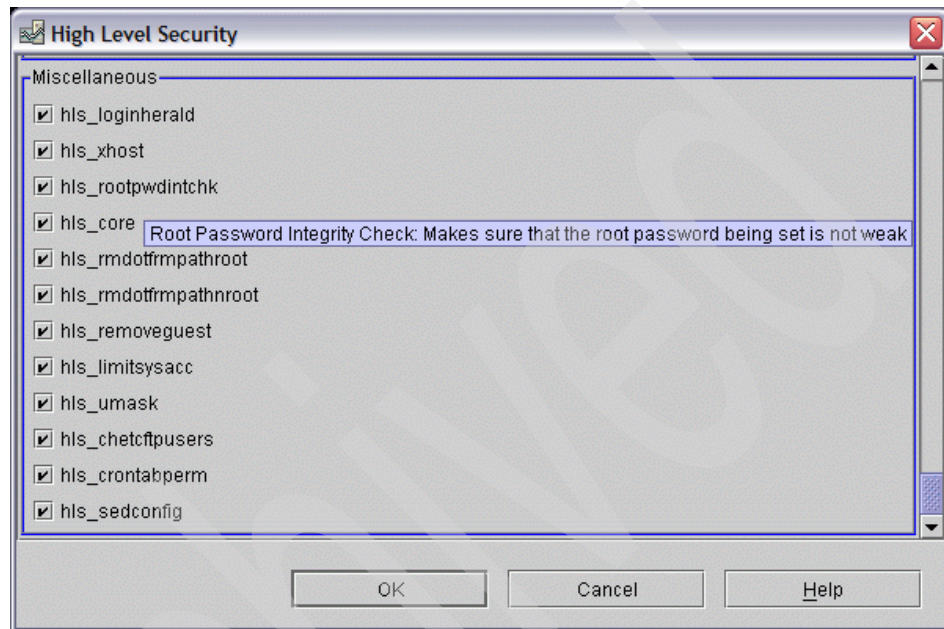 High Level Security
Miscellaneous
hls_loginherald
hls_xhost
hls_rootpwdintchk
hls_core
Root Password Integrity Check: Makes sure that the root password being set is not weak
hls_rmdotfrmpathroot
hls_rmdotfrmpathnroot
hls_removeguest
hls_limitsysacc
hls_umask
hls_chetcftpusers
hls_crontabperm
hls_sedconfig
OK Cancel Help